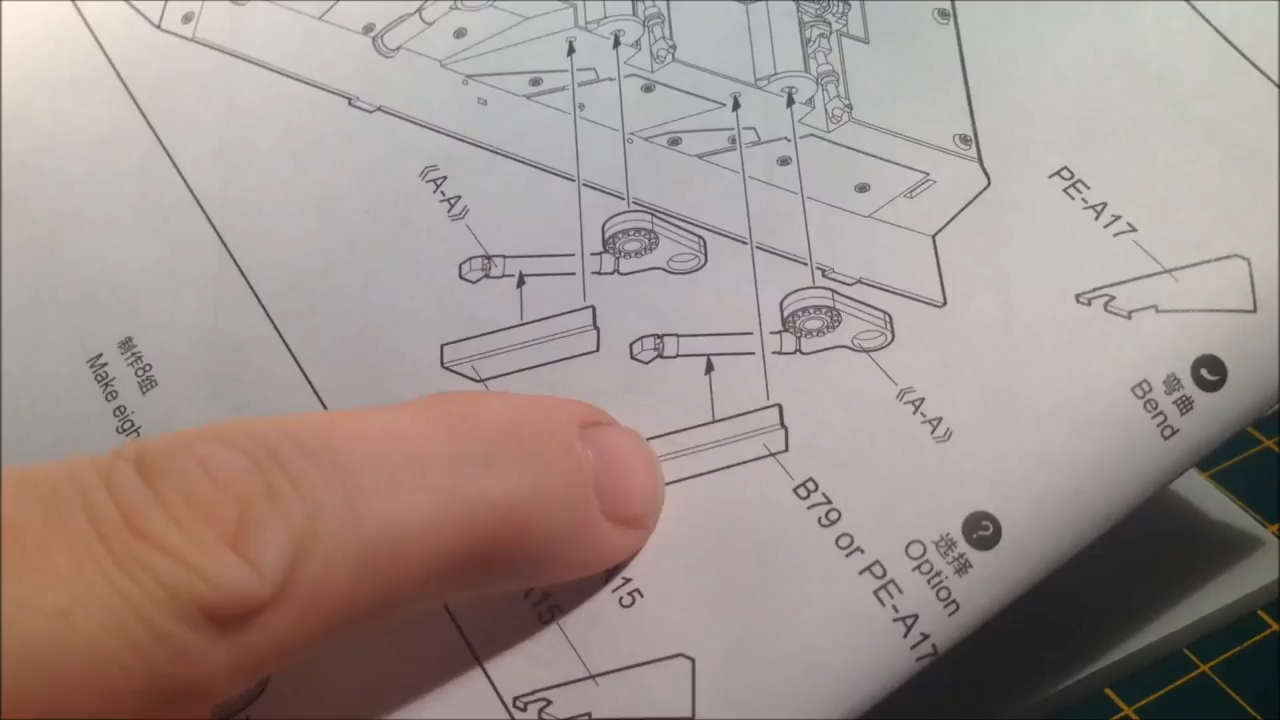 《A-A》
PE-A17
制作8组
Make eigh
弯曲
Bend
《A-A》
B79 or PE-A17
?
选择
Option
15
A15